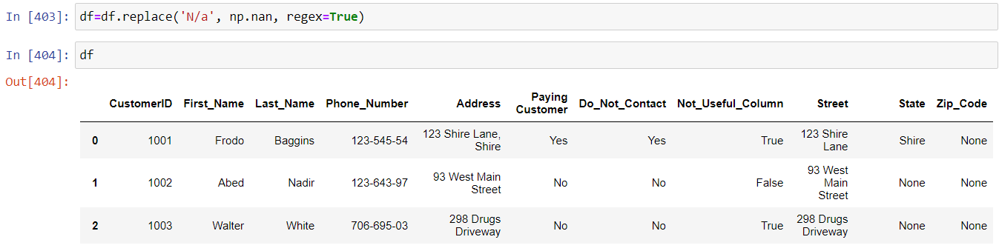 In [403]: df=df.replace('N/a', np.nan, regex=True)
In [404]: df
Out[404]:
CustomerID First_Name Last_Name Phone_Number Address Paying Customer Do_Not_Contact Not_Useful_Column Street State Zip_Code
0 1001 Frodo Baggins 123-545-54 123 Shire Lane, Shire Yes Yes True 123 Shire Lane Shire None
1 1002 Abed Nadir 123-643-97 93 West Main Street No No False 93 West Main Street None None
2 1003 Walter White 706-695-03 298 Drugs Driveway No No True 298 Drugs Driveway None None